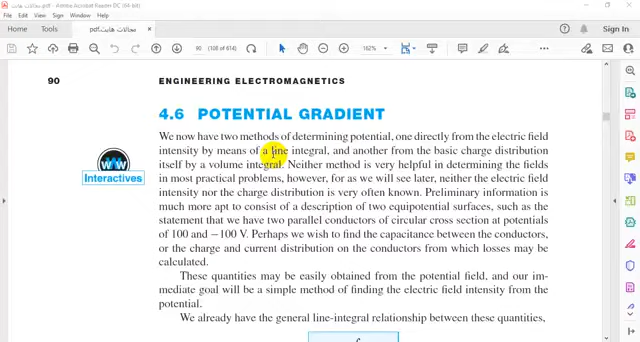 مجالات هايت.pdf - Adobe Acrobat Reader DC (64-bit)
File Edit View Sign Window Help
Home Tools مجالات هايت.pdf × Sign In
90 (108 of 614) 162%
90 ENGINEERING ELECTROMAGNETICS
4.6 POTENTIAL GRADIENT
We now have two methods of determining potential, one directly from the electric field
intensity by means of a line integral, and another from the basic charge distribution
itself by a volume integral. Neither method is very helpful in determining the fields
in most practical problems, however, for as we will see later, neither the electric field
intensity nor the charge distribution is very often known. Preliminary information is
much more apt to consist of a description of two equipotential surfaces, such as the
statement that we have two parallel conductors of circular cross section at potentials
of 100 and −100 V. Perhaps we wish to find the capacitance between the conductors,
or the charge and current distribution on the conductors from which losses may be
calculated.
WWW
Interactives
These quantities may be easily obtained from the potential field, and our im-
mediate goal will be a simple method of finding the electric field intensity from the
potential.
We already have the general line-integral relationship between these quantities,